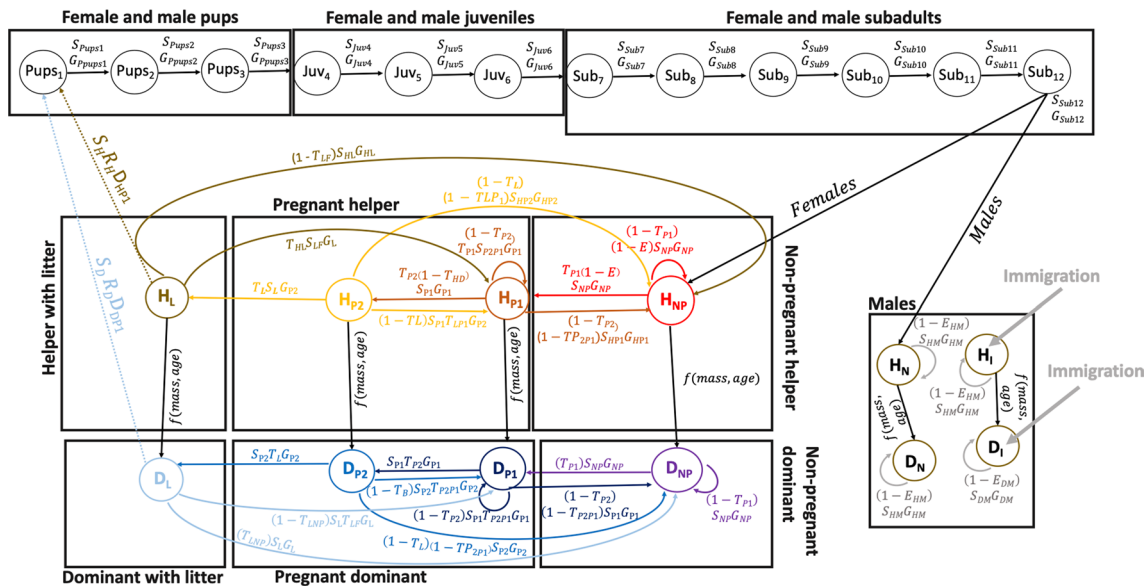 Female and male pups
Female and male juveniles
Female and male subadults
Pups1
S_Pups1
G_Ppups1
Pups2
S_Pups2
G_Ppups2
Pups3
S_Pups3
G_Ppups3
Juv4
S_Juv4
G_Juv4
Juv5
S_Juv5
G_Juv5
Juv6
S_Juv6
G_Juv6
Sub7
S_Sub7
G_Sub7
Sub8
S_Sub8
G_Sub8
Sub9
S_Sub9
G_Sub9
Sub10
S_Sub10
G_Sub10
Sub11
S_Sub11
G_Sub11
Sub12
S_Sub12
G_Sub12
S_H R_H D_HP1
S_D R_D D_DP1
(1 - T_LF)S_HL G_HL
(1 − T_L)
(1 − TLP_1)S_HP2 G_HP2
Females
Males
Pregnant helper
Helper with litter
Non-pregnant
helper
T_HL S_LF G_L
(1 − T_P2)
T_P1 S_P2P1 G_P1
(1 − T_P1)
(1 − E)S_NP G_NP
H_L
T_L S_L G_P2
H_P2
T_P2(1 − T_HD)
S_P1 G_P1
H_P1
T_P1(1 − E)
S_NP G_NP
H_NP
(1 − TL)S_P1 T_LP1 G_P2
(1 − T_P2)
(1 − TP_2P1)S_HP1 G_HP1
f(mass, age)
f(mass, age)
f(mass, age)
f(mass, age)
Males
Immigration
(1 − E_HM)
S_HM G_HM
H_N
H_I
Immigration
(1 − E_HM)
S_HM G_HM
f(mass,
age)
f(mass,
age)
D_N
D_I
(1 − E_HM)
S_HM G_HM
(1 − E_DM)
S_DM G_DM
Non-pregnant
dominant
D_L
S_P2 T_L G_P2
D_P2
S_P1 T_P2 G_P1
D_P1
(T_P1)S_NP G_NP
D_NP
(1 − T_B)S_P2 T_P2P1 G_P2
(1 − T_P2)
(1 − T_P2P1)S_P1 G_P1
(1 − T_P1)
S_NP G_NP
(1 − T_LNP)S_L T_LF G_L
(1 − T_P2)S_P1 T_P2P1 G_P1
(T_LNP)S_L G_L
(1 − T_L)(1 − TP_2P1)S_P2 G_P2
Dominant with litter
Pregnant dominant